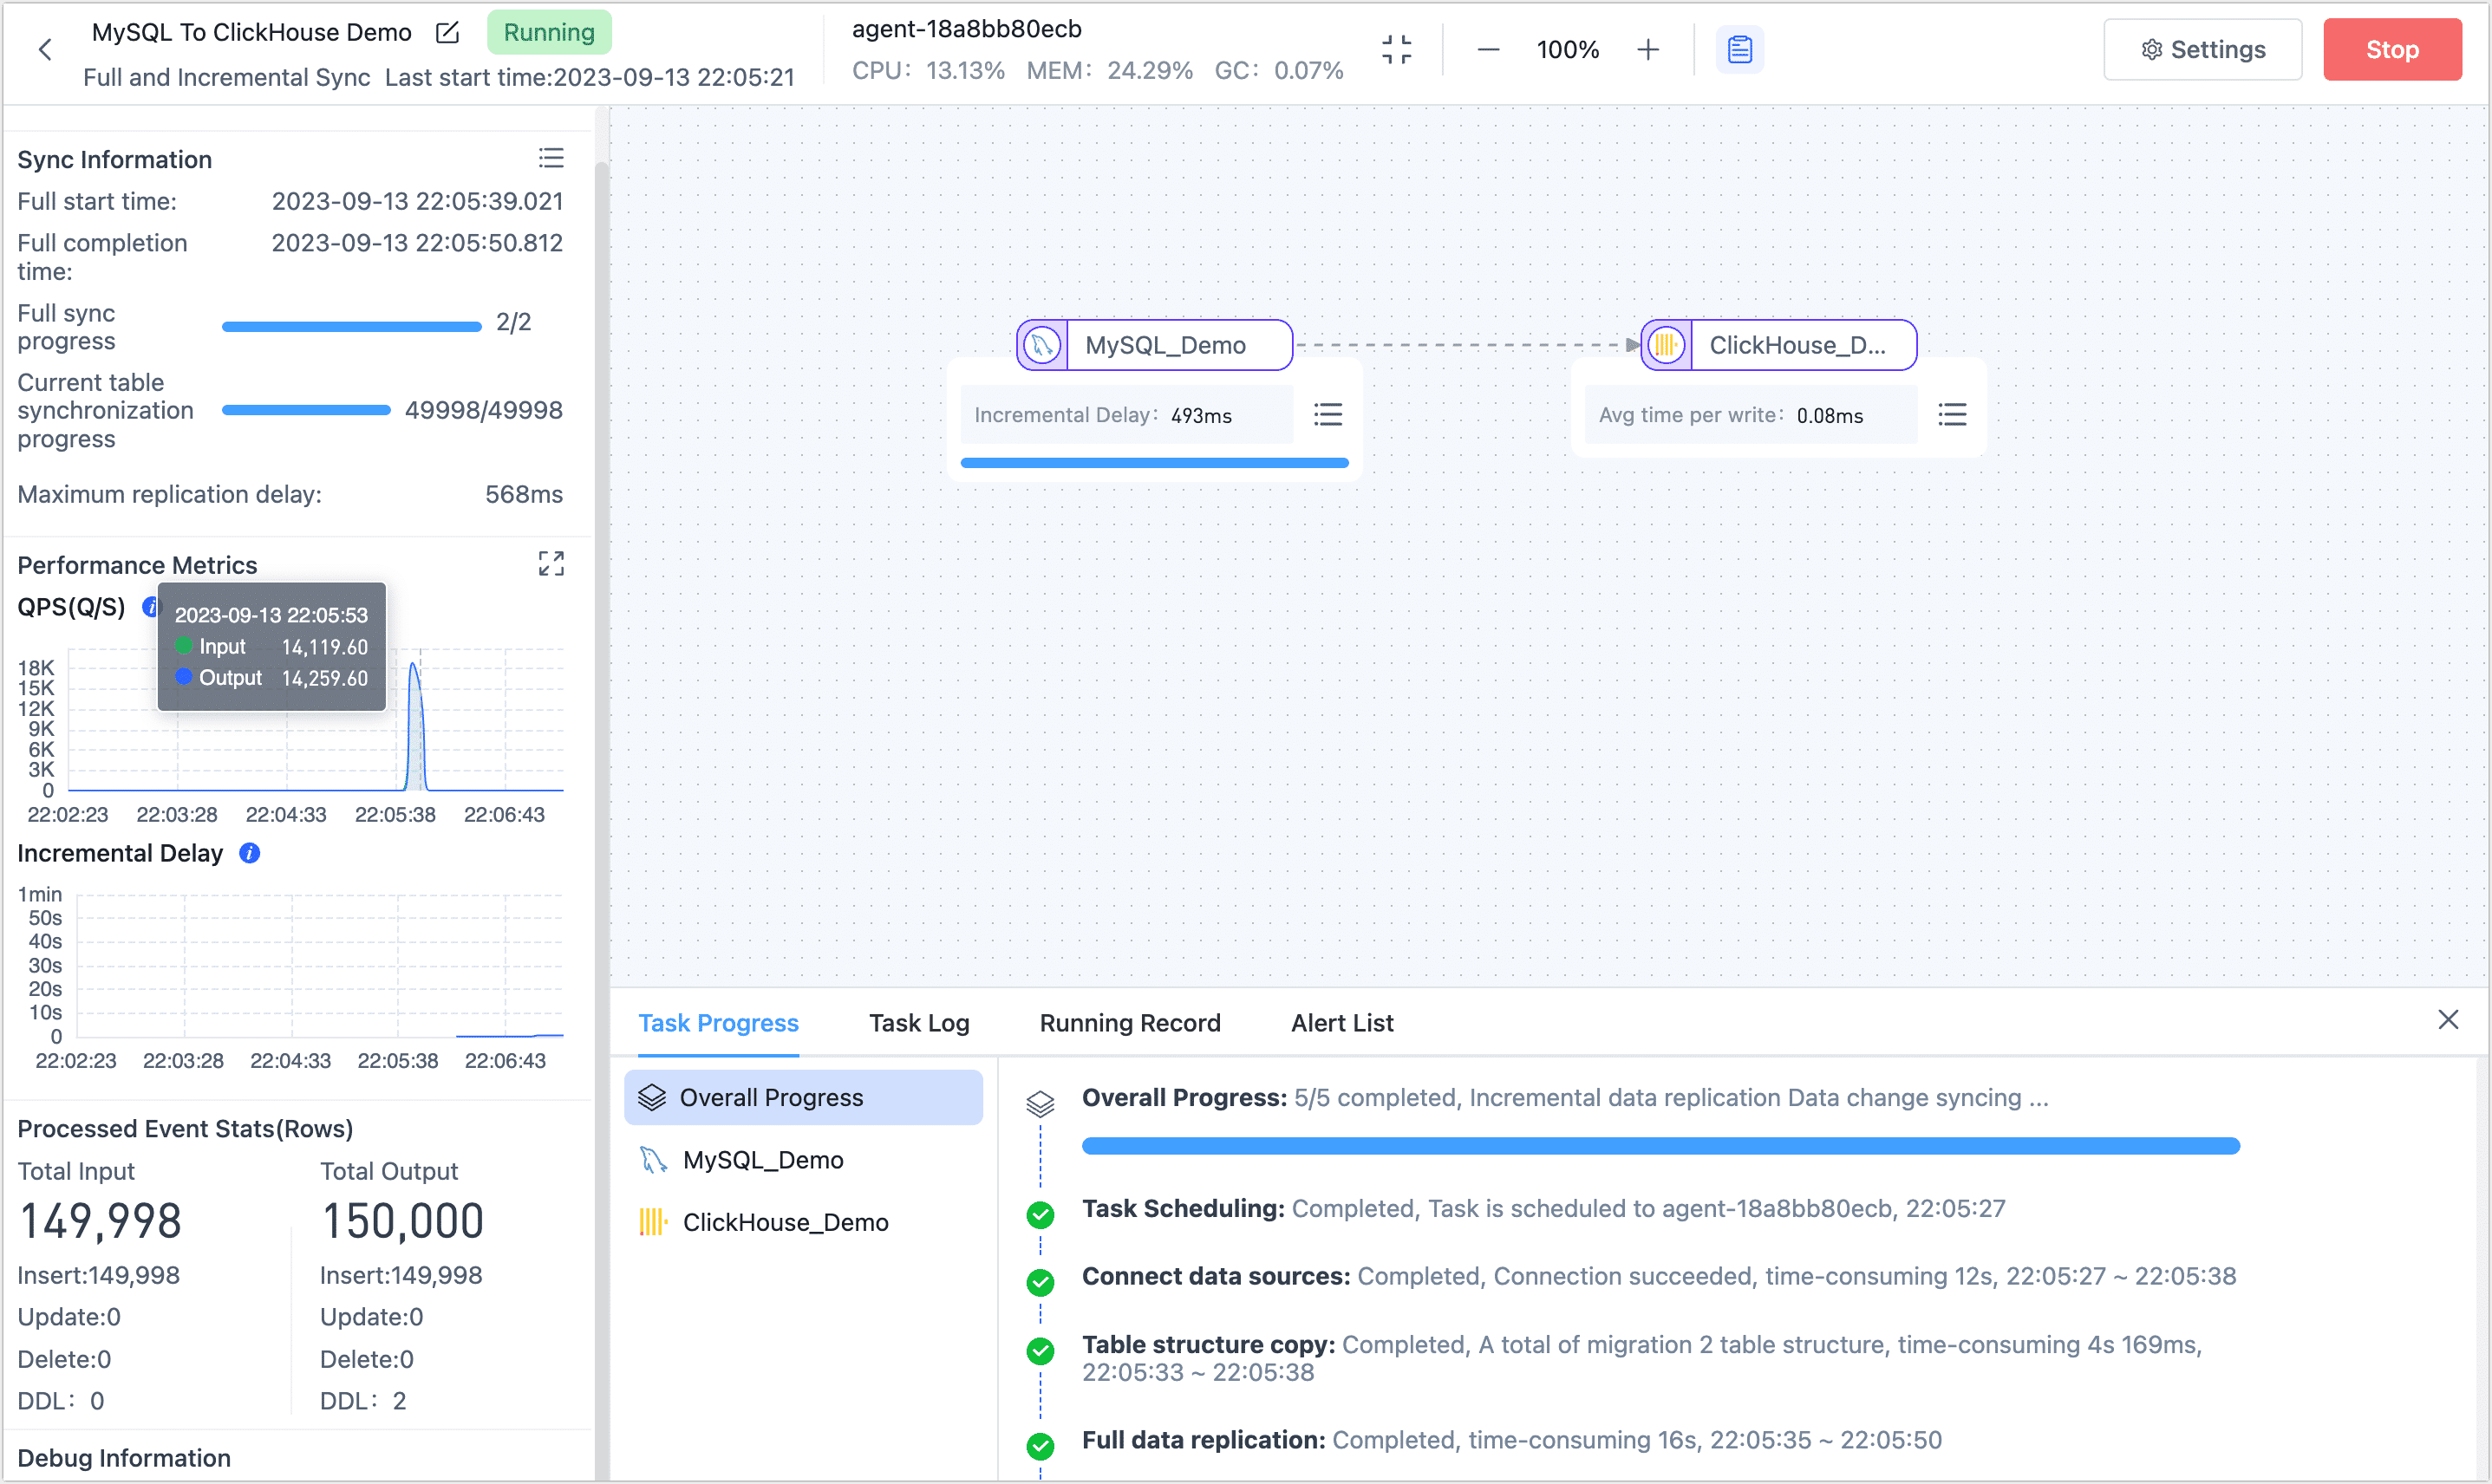 MySQL To ClickHouse Demo
Running
Full and Incremental Sync Last start time:2023-09-13 22:05:21
agent-18a8bb80ecb
CPU: 13.13% MEM: 24.29% GC: 0.07%
100%
Settings
Stop
Sync Information
Full start time: 2023-09-13 22:05:39.021
Full completion time: 2023-09-13 22:05:50.812
Full sync progress 2/2
Current table synchronization progress 49998/49998
Maximum replication delay: 568ms
Performance Metrics
QPS(Q/S)
2023-09-13 22:05:53
Input 14,119.60
Output 14,259.60
18K
15K
12K
9K
6K
3K
0
22:02:23 22:03:28 22:04:33 22:05:38 22:06:43
Incremental Delay
1min
50s
40s
30s
20s
10s
0
22:02:23 22:03:28 22:04:33 22:05:38 22:06:43
Processed Event Stats(Rows)
Total Input Total Output
149,998 150,000
Insert:149,998 Insert:149,998
Update:0 Update:0
Delete:0 Delete:0
DDL: 0 DDL: 2
Debug Information
MySQL_Demo
Incremental Delay: 493ms
ClickHouse_D...
Avg time per write: 0.08ms
Task Progress Task Log Running Record Alert List
Overall Progress
MySQL_Demo
ClickHouse_Demo
Overall Progress: 5/5 completed, Incremental data replication Data change syncing ...
Task Scheduling: Completed, Task is scheduled to agent-18a8bb80ecb, 22:05:27
Connect data sources: Completed, Connection succeeded, time-consuming 12s, 22:05:27 ~ 22:05:38
Table structure copy: Completed, A total of migration 2 table structure, time-consuming 4s 169ms,
22:05:33 ~ 22:05:38
Full data replication: Completed, time-consuming 16s, 22:05:35 ~ 22:05:50